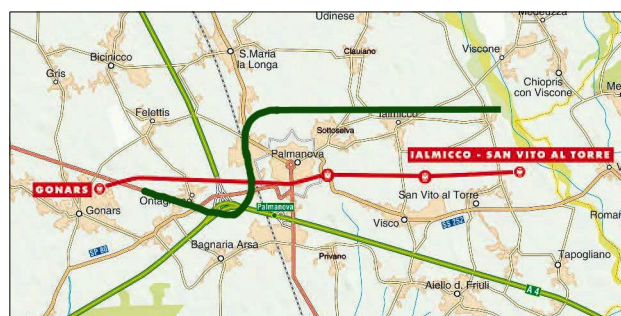 Udinese
Medeuzza
S.Maria
la Longa
Clauiano
Viscone
Bicinicco
Gris
Chiopris
con Viscone
Felettis
Ialmicco
Sottoselva
Palmanova
IALMICCO - SAN VITO AL TORRE
GONARS
Gonars
Palmanova
San Vito al Torre
Visco
SS 252
Bagnaria Arsa
Privano
Tapogliano
A 4
Aiello d. Friuli